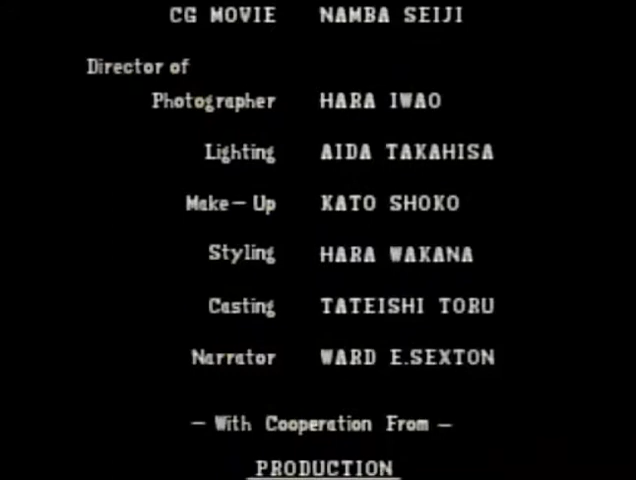 CG MOVIE NAMBA SEIJI
Director of
Photographer HARA IWAO
Lighting AIDA TAKAHISA
Make-Up KATO SHOKO
Styling HARA WAKANA
Casting TATEISHI TORU
Narrator WARD E.SEXTON
- With Cooperation From -
PRODUCTION